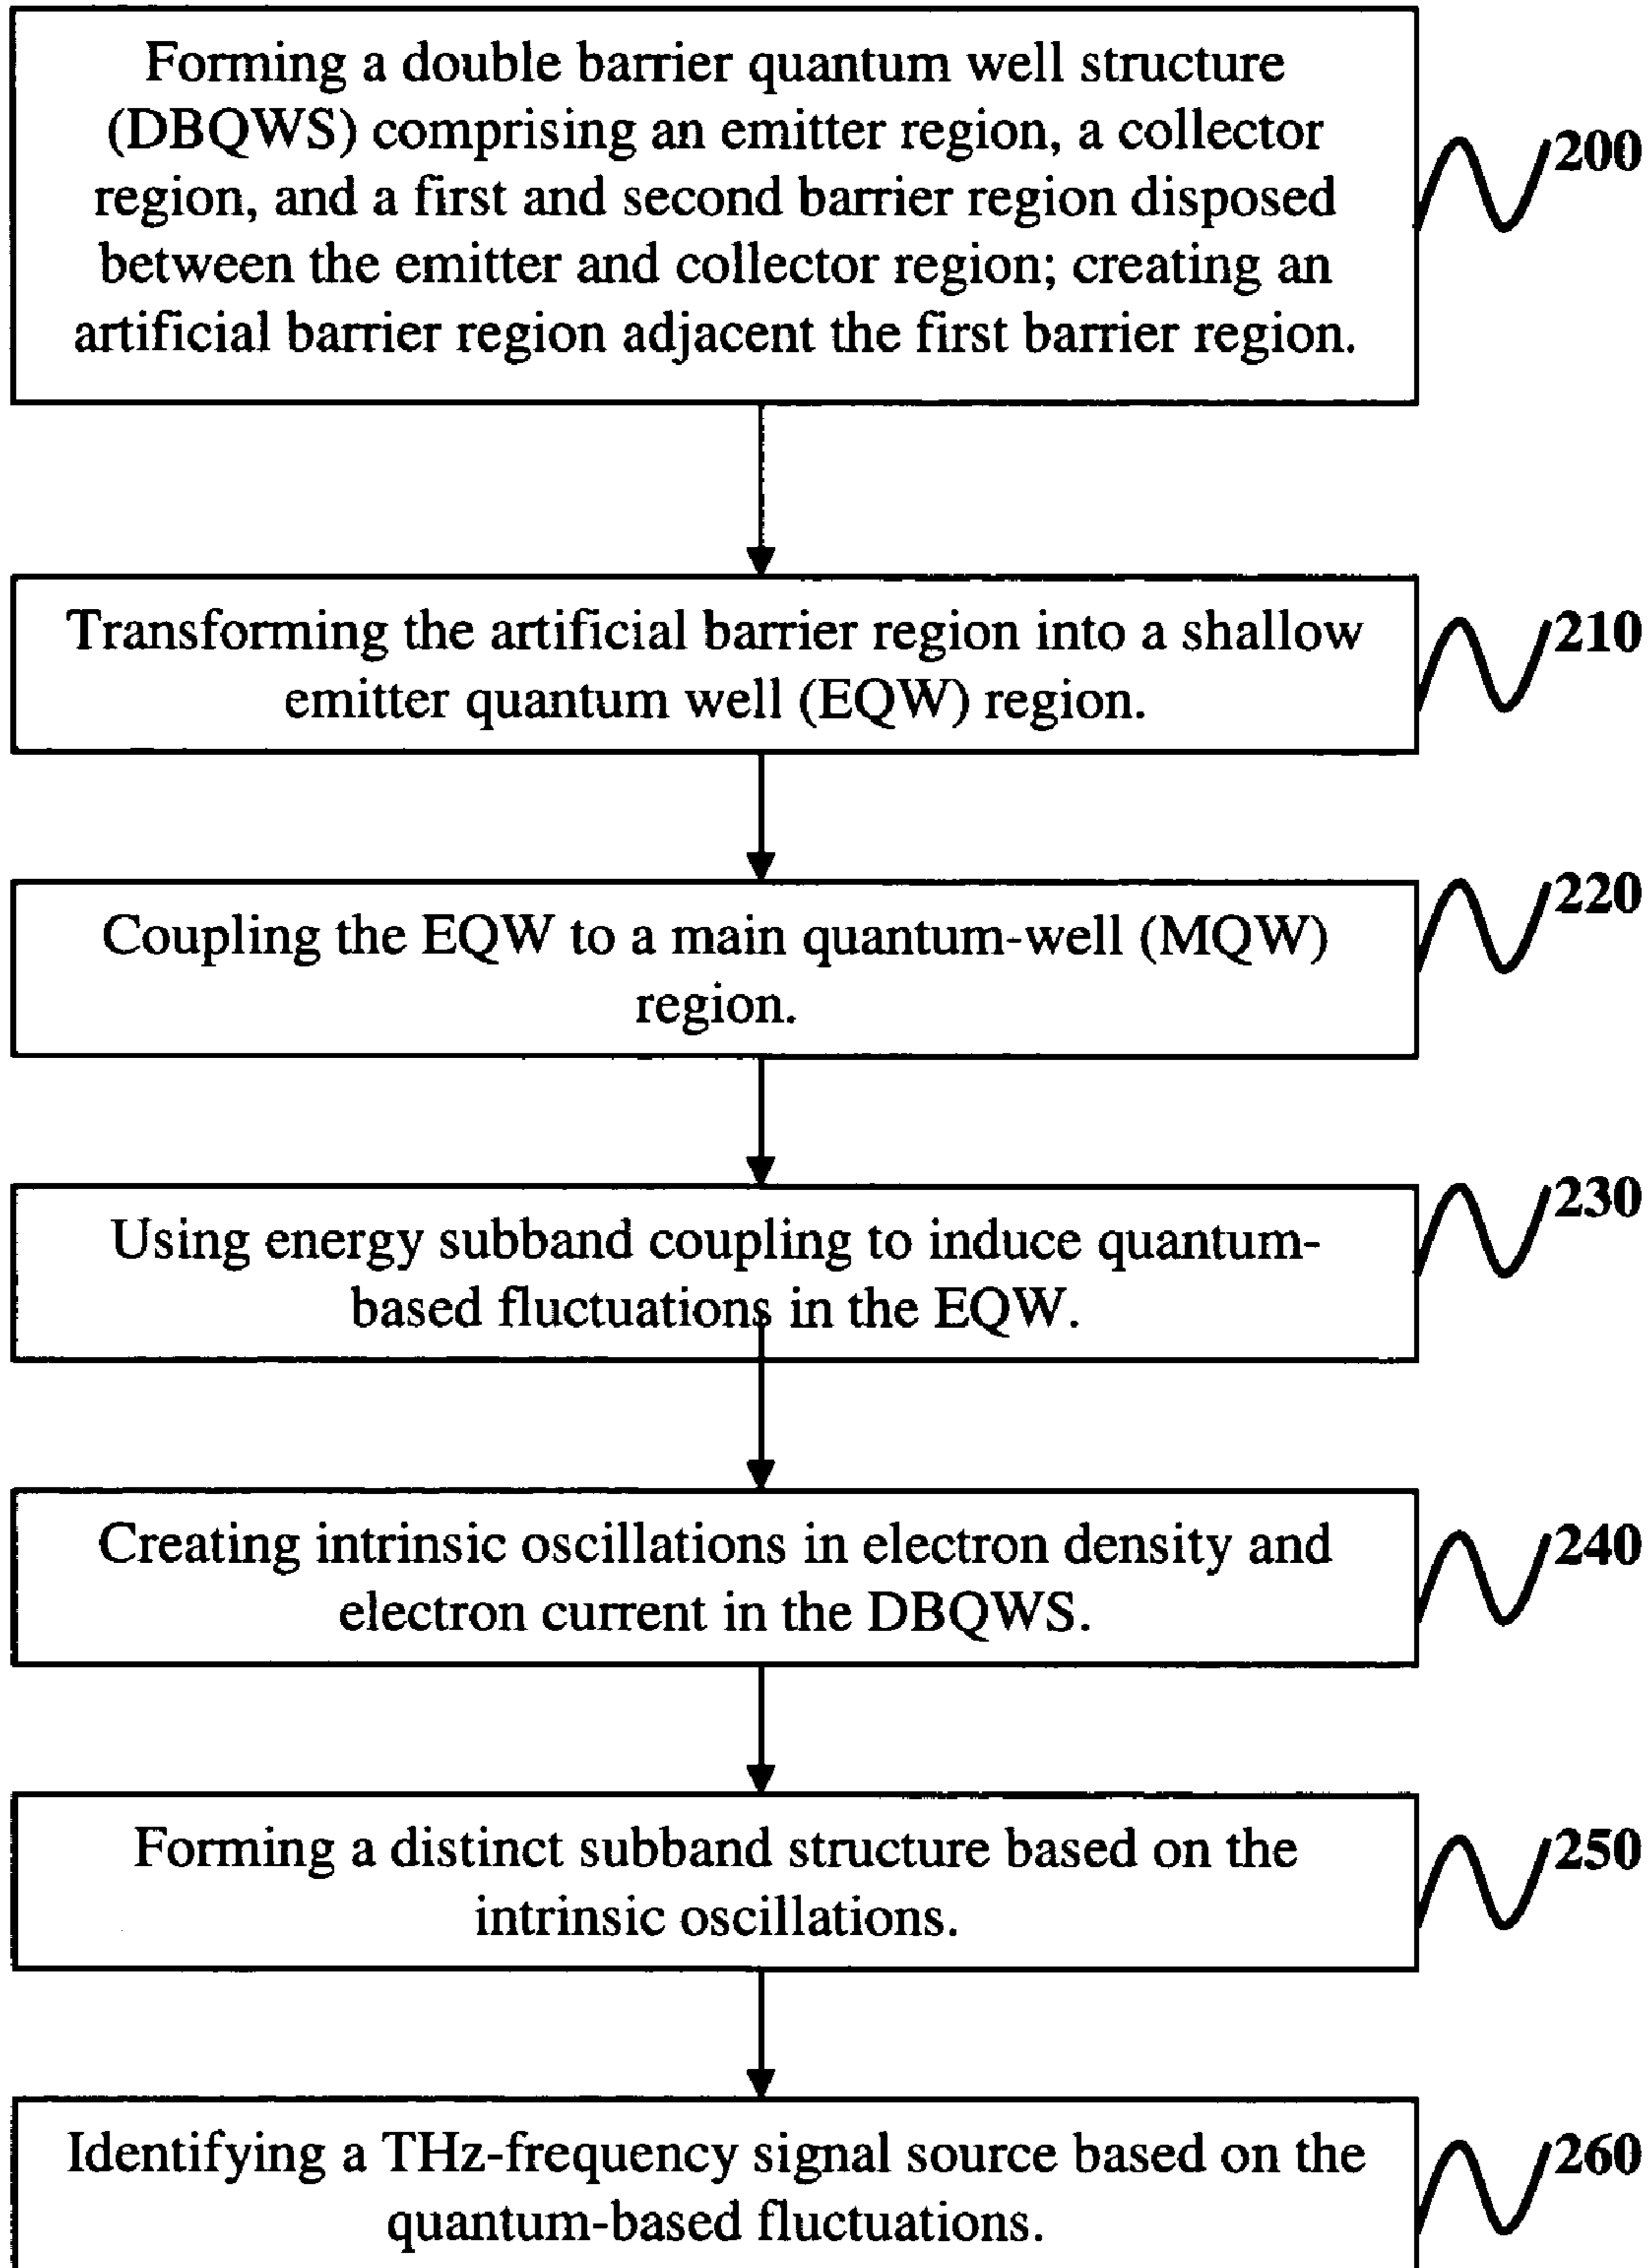 Forming a double barrier quantum well structure
(DBQWS) comprising an emitter region, a collector
region, and a first and second barrier region disposed
between the emitter and collector region; creating an
artificial barrier region adjacent the first barrier region.
200
Transforming the artificial barrier region into a shallow
emitter quantum well (EQW) region.
210
Coupling the EQW to a main quantum-well (MQW)
region.
220
Using energy subband coupling to induce quantum-
based fluctuations in the EQW.
230
Creating intrinsic oscillations in electron density and
electron current in the DBQWS.
240
Forming a distinct subband structure based on the
intrinsic oscillations.
250
Identifying a THz-frequency signal source based on the
quantum-based fluctuations.
260